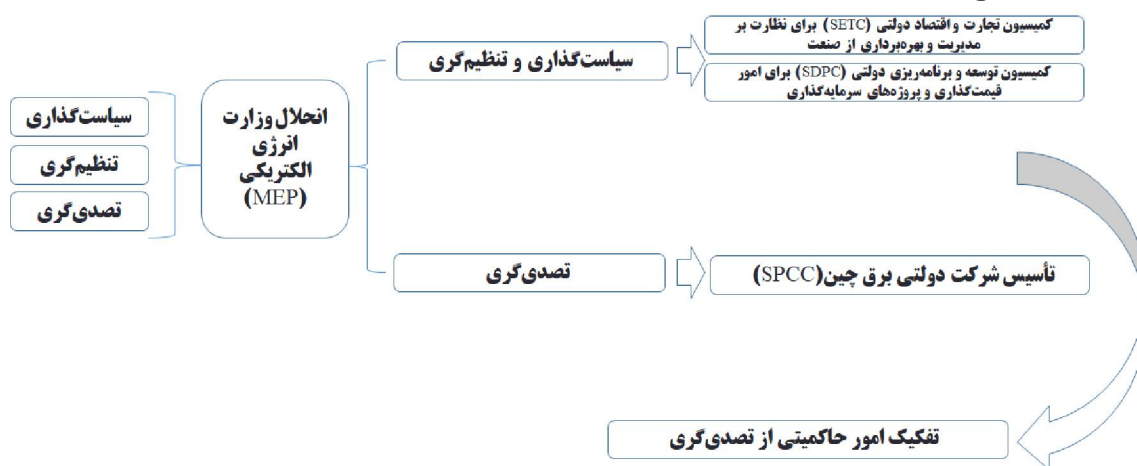 سیاست‌گذاری
تنظیم‌گری
تصدی‌گری
انحلال وزارت
انرژی
الکتریکی
(MEP)
سیاست‌گذاری و تنظیم‌گری
کمیسیون تجارت و اقتصاد دولتی (SETC) برای نظارت بر
مدیریت و بهره‌برداری از صنعت
کمیسیون توسعه و برنامه‌ریزی دولتی (SDPC) برای امور
قیمت‌گذاری و پروژه‌های سرمایه‌گذاری
تصدی‌گری
تأسیس شرکت دولتی برق چین(SPCC)
تفکیک امور حاکمیتی از تصدی‌گری